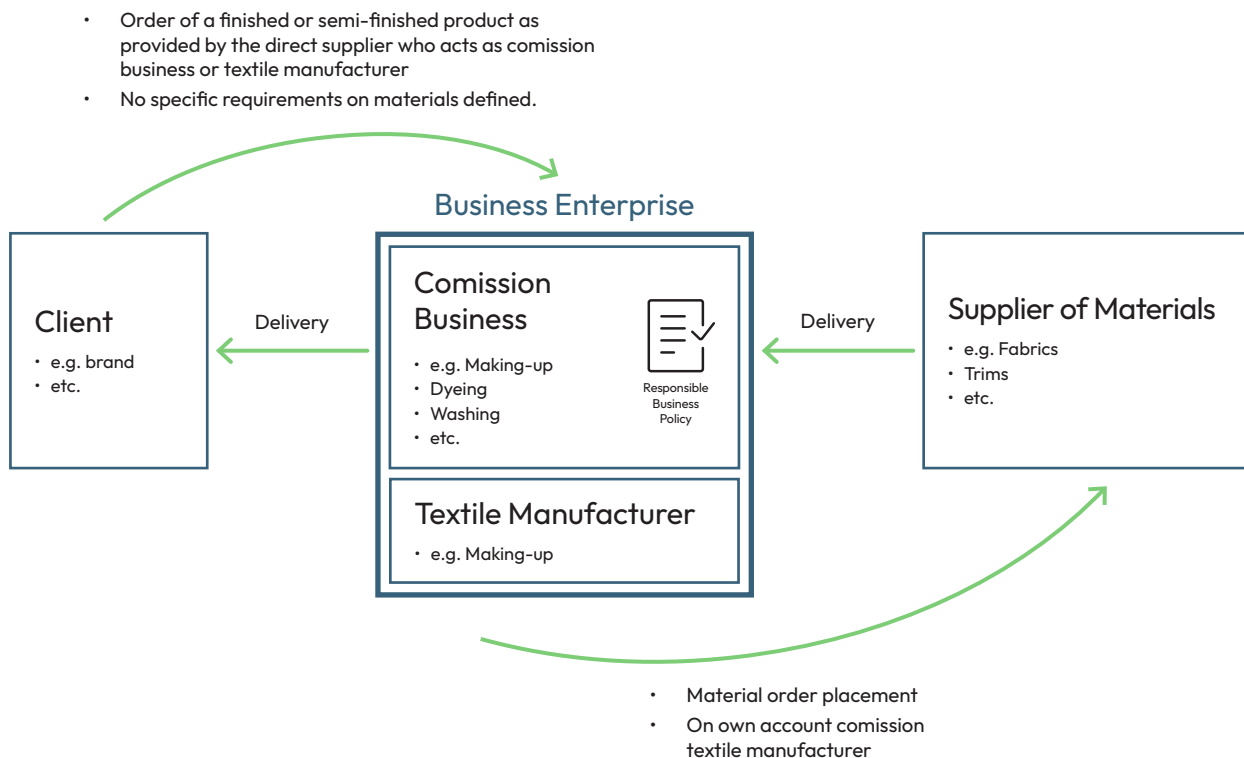 • Order of a finished or semi-finished product as
provided by the direct supplier who acts as comission
business or textile manufacturer
• No specific requirements on materials defined.
Business Enterprise
Client
• e.g. brand
• etc.
Delivery
Comission
Business
• e.g. Making-up
• Dyeing
• Washing
• etc.
Responsible
Business
Policy
Textile Manufacturer
• e.g. Making-up
Delivery
Supplier of Materials
• e.g. Fabrics
• Trims
• etc.
• Material order placement
• On own account comission
textile manufacturer